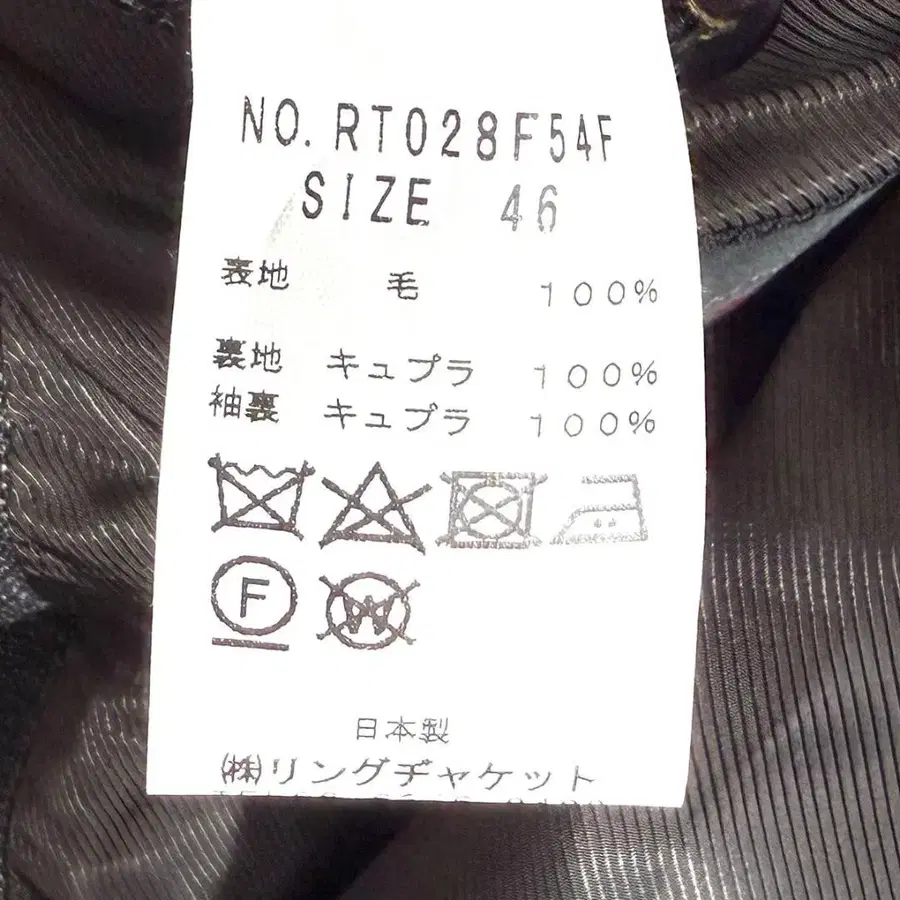 NO. RT028F54F
SIZE 46
表地 毛 100%
裏地 キュプラ 100%
袖裏 キュプラ 100%
F
W
日本製
㈱リングヂャケット